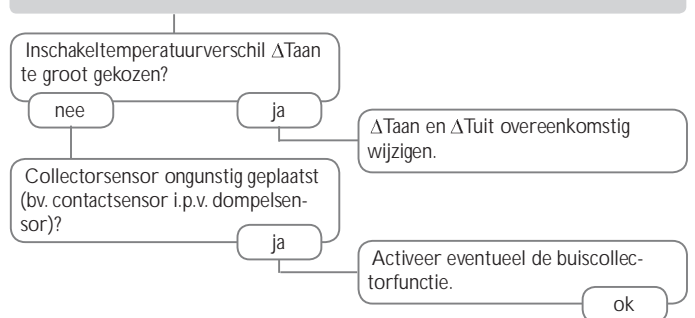 Inschakeltemperatuurverschil ΔTaan
te groot gekozen?
nee
ja
ΔTaan en ΔTuit overeenkomstig
wijzigen.
Collectorsensor ongunstig geplaatst
(bv. contactsensor i.p.v. dompelsen-
sor)?
ja
Activeer eventueel de buiscollec-
torfunctie.
ok